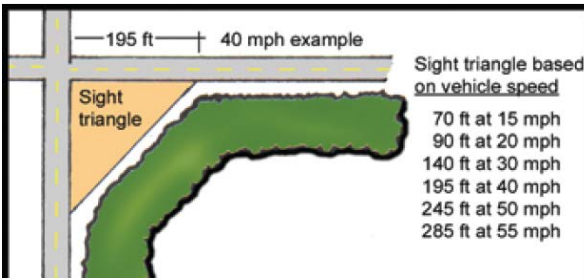 195 ft
40 mph example
Sight triangle based
on vehicle speed
Sight
triangle
70 ft at 15 mph
90 ft at 20 mph
140 ft at 30 mph
195 ft at 40 mph
245 ft at 50 mph
285 ft at 55 mph